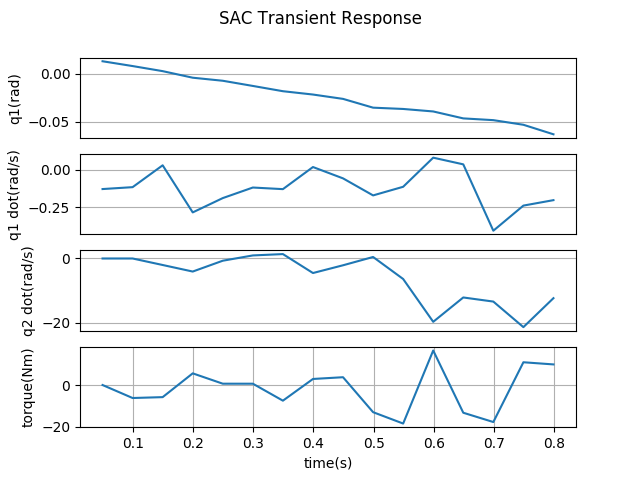 SAC Transient Response
q1(rad)
0.00
−0.05
q1 dot(rad/s)
0.00
−0.25
q2 dot(rad/s)
0
−20
torque(Nm)
0
−20
0.1 0.2 0.3 0.4 0.5 0.6 0.7 0.8
time(s)